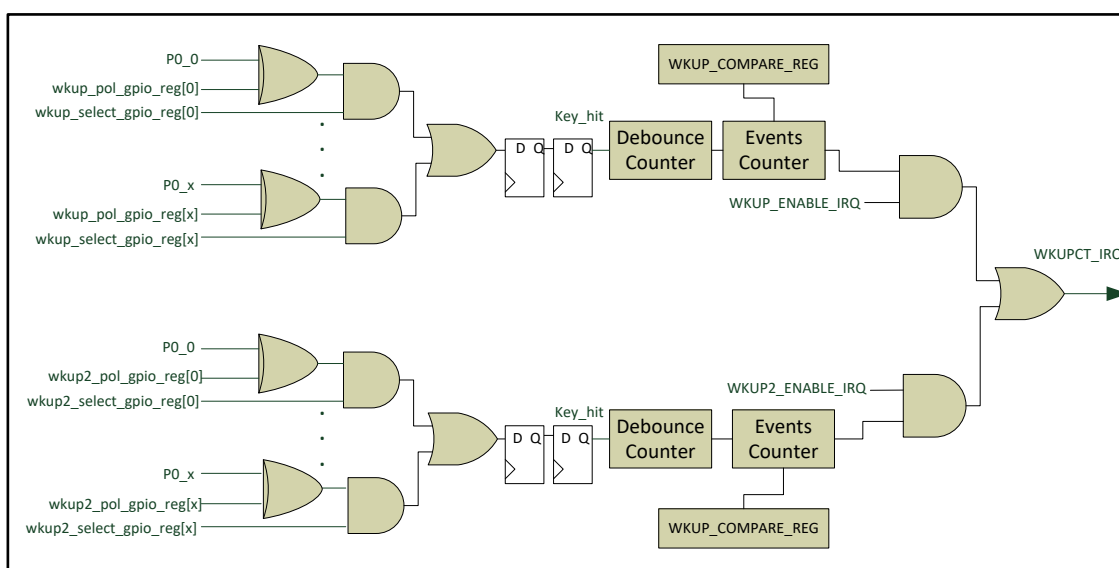 P0_0
wkup_pol_gpio_reg[0]
wkup_select_gpio_reg[0]
P0_x
wkup_pol_gpio_reg[x]
wkup_select_gpio_reg[x]
D Q
D Q
Key_hit
Debounce
Counter
WKUP_COMPARE_REG
Events
Counter
WKUP_ENABLE_IRQ
WKUPCT_IRQ
P0_0
wkup2_pol_gpio_reg[0]
wkup2_select_gpio_reg[0]
P0_x
wkup2_pol_gpio_reg[x]
wkup2_select_gpio_reg[x]
D Q
D Q
Key_hit
Debounce
Counter
Events
Counter
WKUP_COMPARE_REG
WKUP2_ENABLE_IRQ